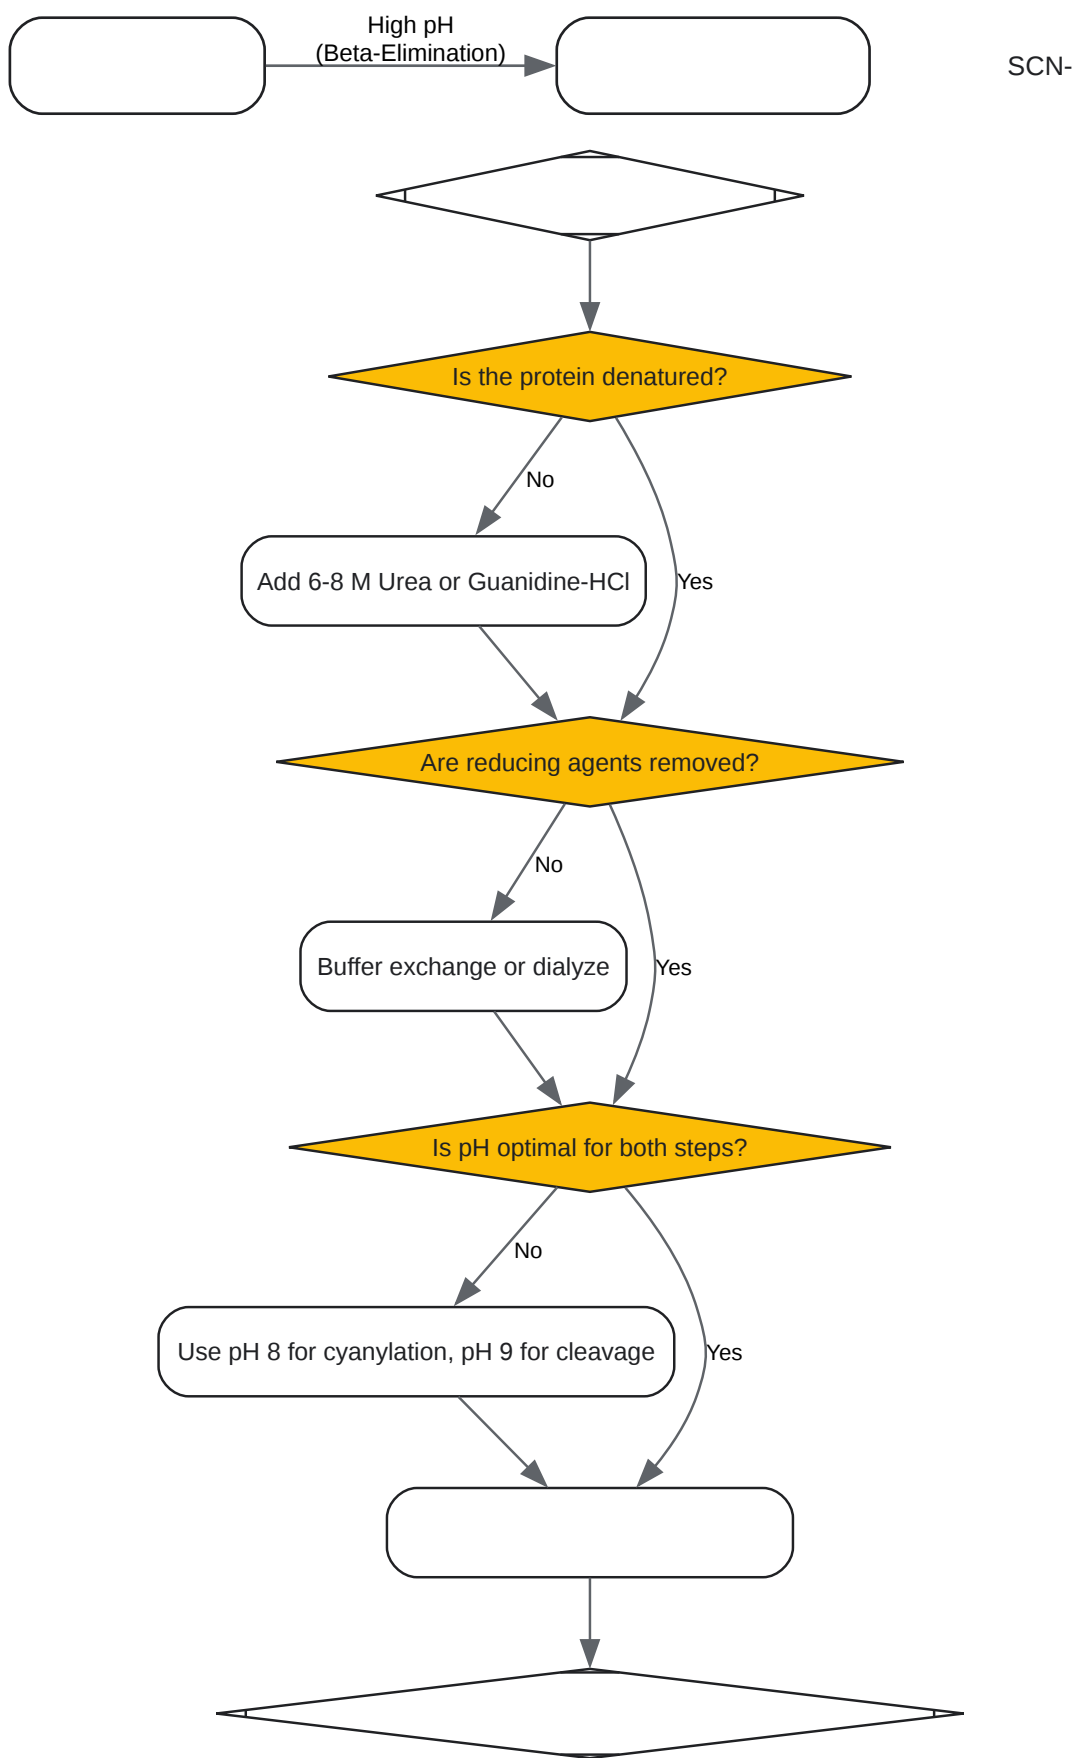 High pH
(Beta-Elimination)
SCN-
Is the protein denatured?
No
Add 6-8 M Urea or Guanidine-HCl
Yes
Are reducing agents removed?
No
Buffer exchange or dialyze
Yes
Is pH optimal for both steps?
No
Use pH 8 for cyanylation, pH 9 for cleavage
Yes